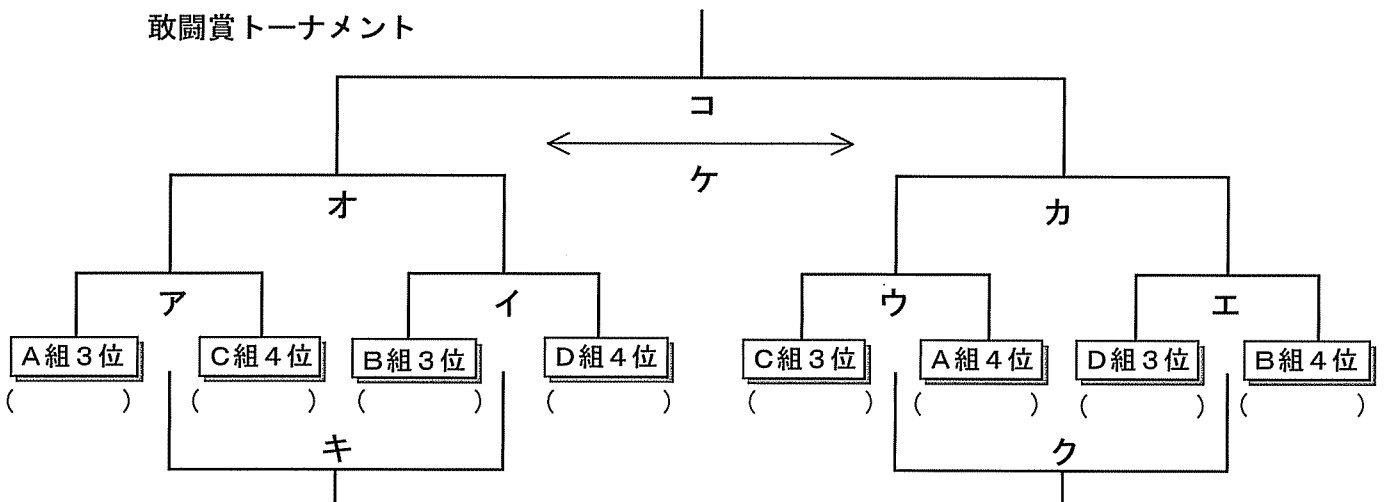 敢闘賞トーナメント
コ
ケ
オ
カ
ア
イ
ウ
エ
A組3位
C組4位
B組3位
D組4位
C組3位
A組4位
D組3位
B組4位
( )
( )
( )
( )
( )
( )
( )
( )
キ
ク